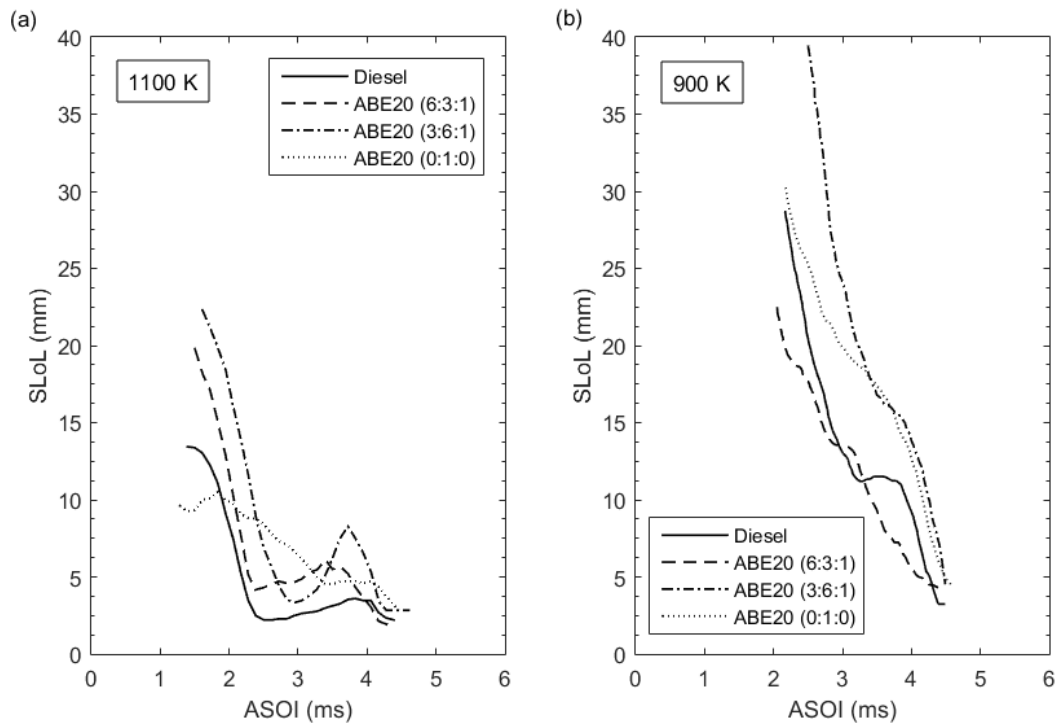 (a)
1100 K
Diesel
ABE20 (6:3:1)
ABE20 (3:6:1)
ABE20 (0:1:0)
40
35
30
25
20
15
10
5
0
SLoL (mm)
0 1 2 3 4 5 6
ASOI (ms)
(b)
900 K
40
35
30
25
20
15
10
5
0
SLoL (mm)
Diesel
ABE20 (6:3:1)
ABE20 (3:6:1)
ABE20 (0:1:0)
0 1 2 3 4 5 6
ASOI (ms)